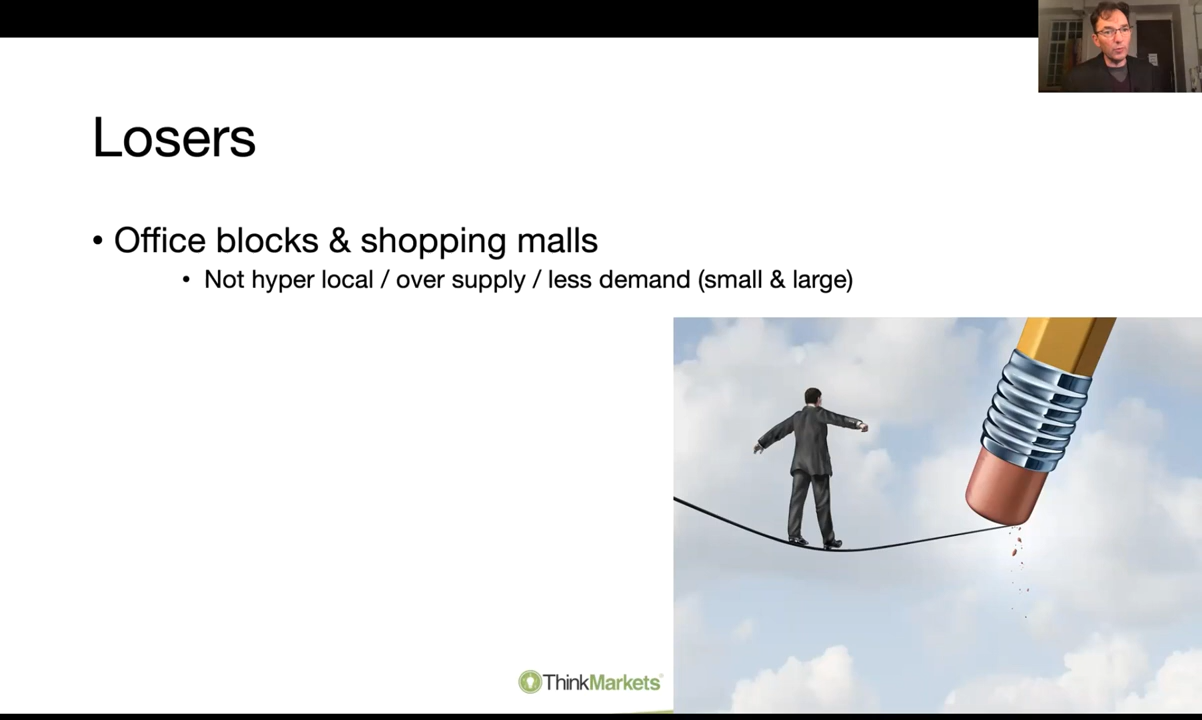 Losers
• Office blocks & shopping malls
• Not hyper local / over supply / less demand (small & large)
ThinkMarkets